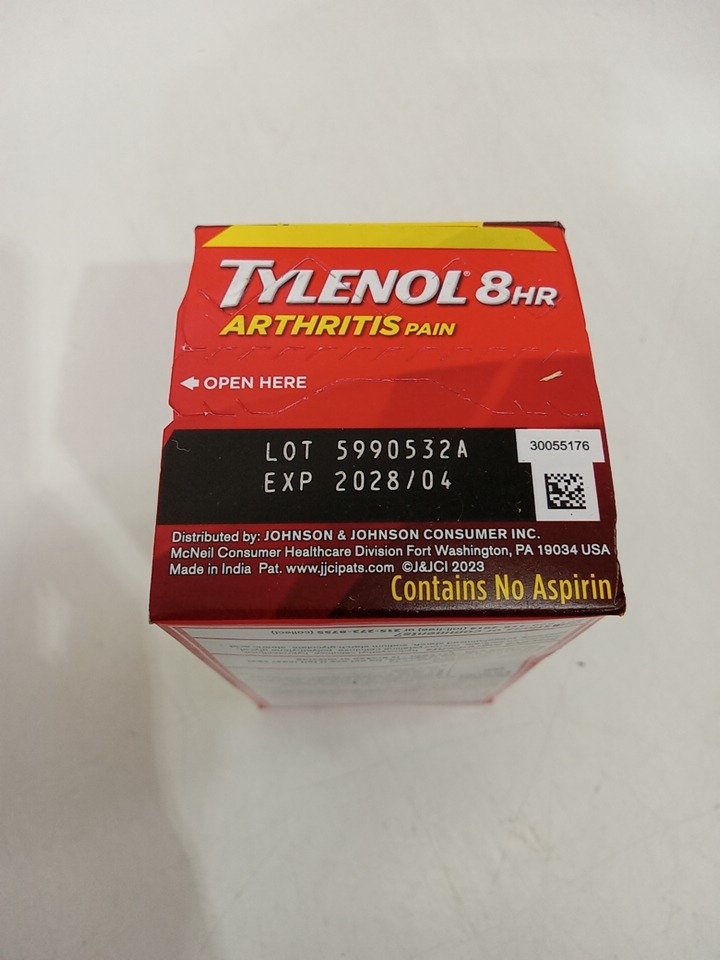 TYLENOL® 8HR
ARTHRITIS PAIN
OPEN HERE
LOT 5990532A
EXP 2028/04
30055176
Distributed by: JOHNSON & JOHNSON CONSUMER INC.
McNeil Consumer Healthcare Division Fort Washington, PA 19034 USA
Made in India Pat. www.jjcipats.com ©J&JCI 2023
Contains No Aspirin